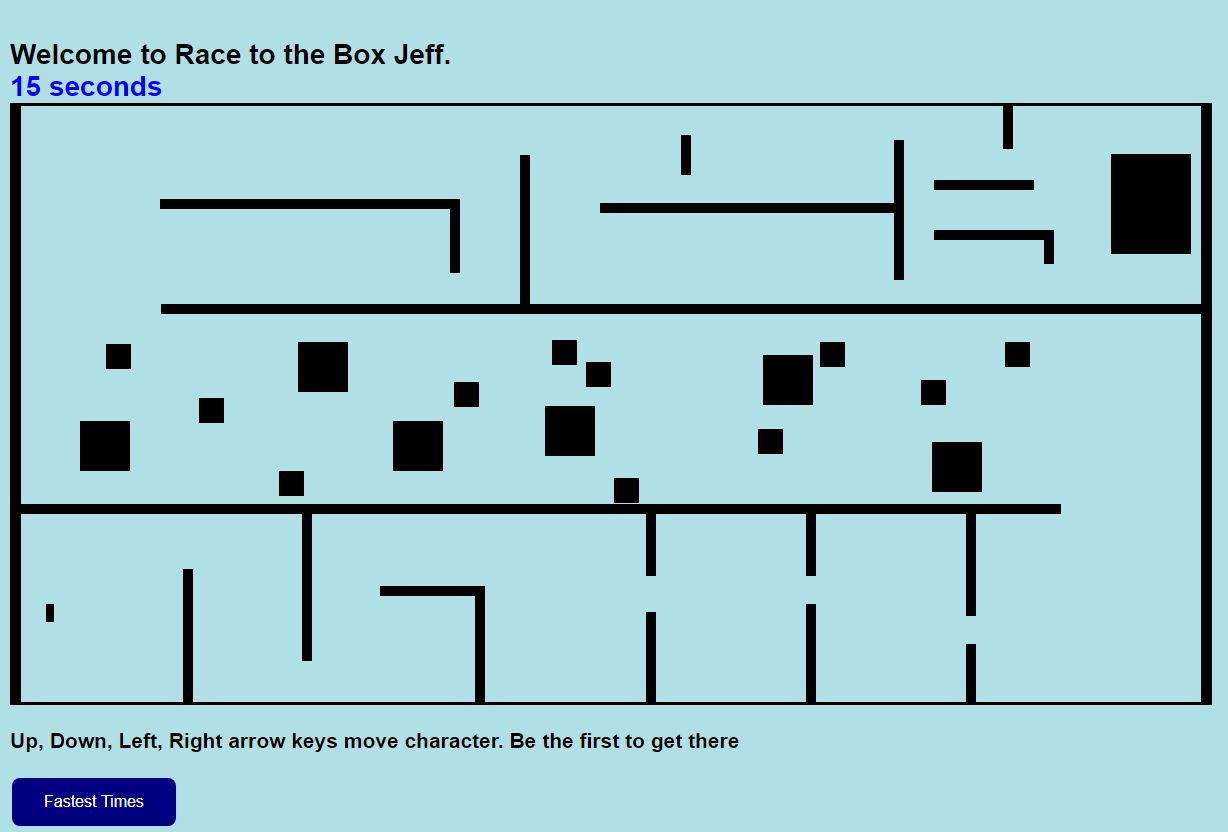 Welcome to Race to the Box Jeff.
15 seconds
Up, Down, Left, Right arrow keys move character. Be the first to get there
Fastest Times